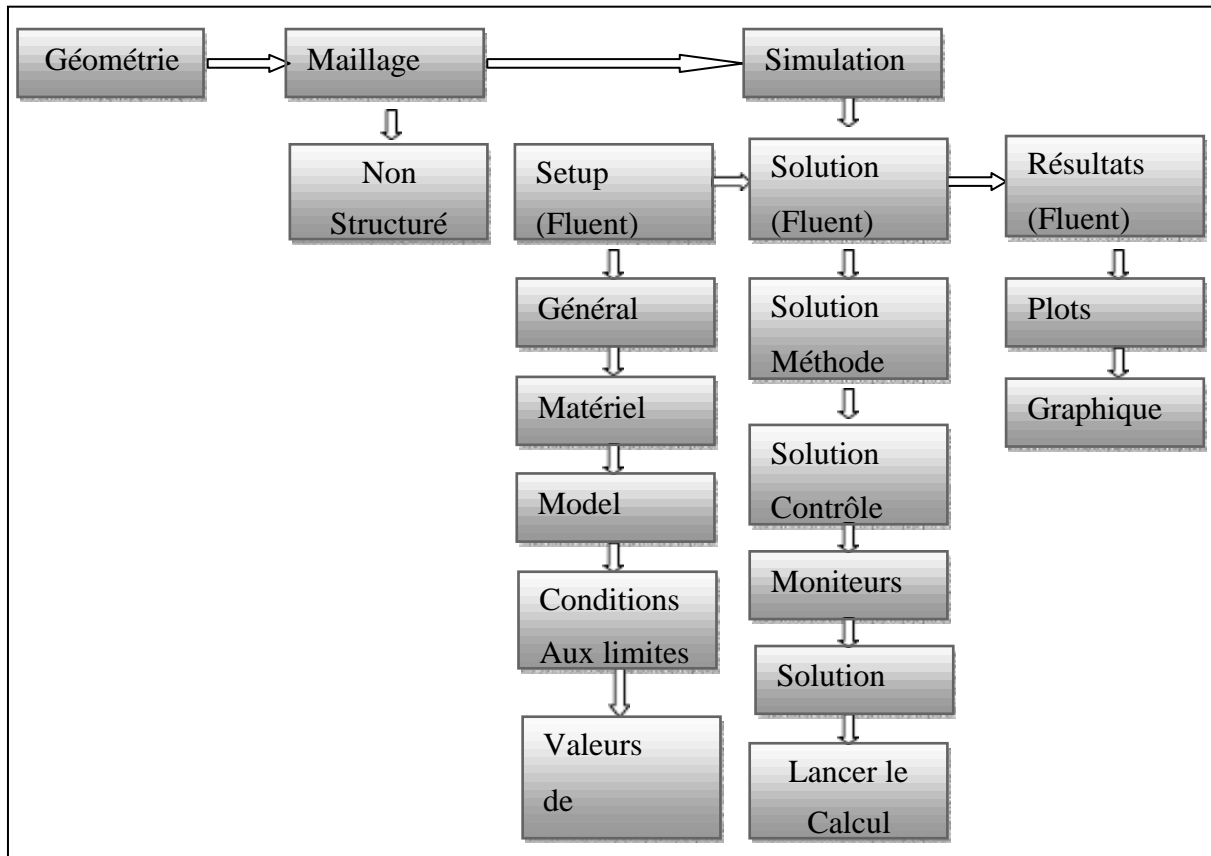 Géométrie
Maillage
Simulation
Non
Structuré
Setup
(Fluent)
Solution
(Fluent)
Résultats
(Fluent)
Général
Matériel
Model
Conditions
Aux limites
Valeurs
de
Solution
Méthode
Solution
Contrôle
Moniteurs
Solution
Lancer le
Calcul
Plots
Graphique